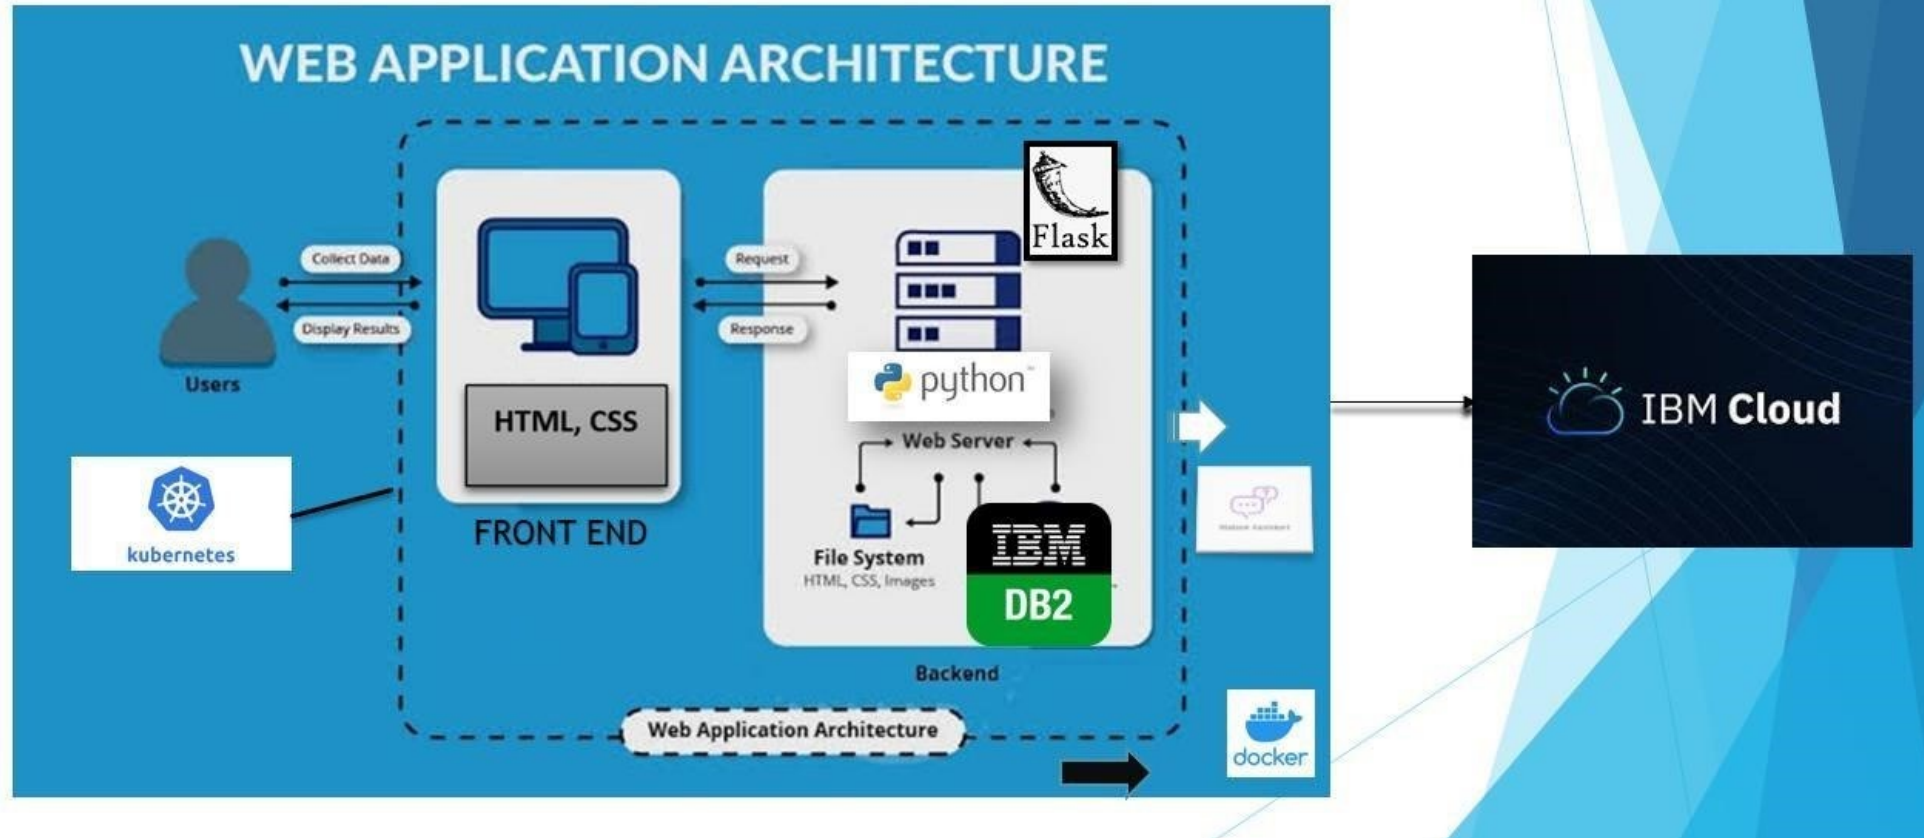 WEB APPLICATION ARCHITECTURE
Flask
Collect Data
Display Results
Users
Request
Response
python
HTML, CSS
Web Server
FRONT END
kubernetes
File System
HTML, CSS, Images
IBM
DB2
Backend
Web Application Architecture
docker
IBM Cloud